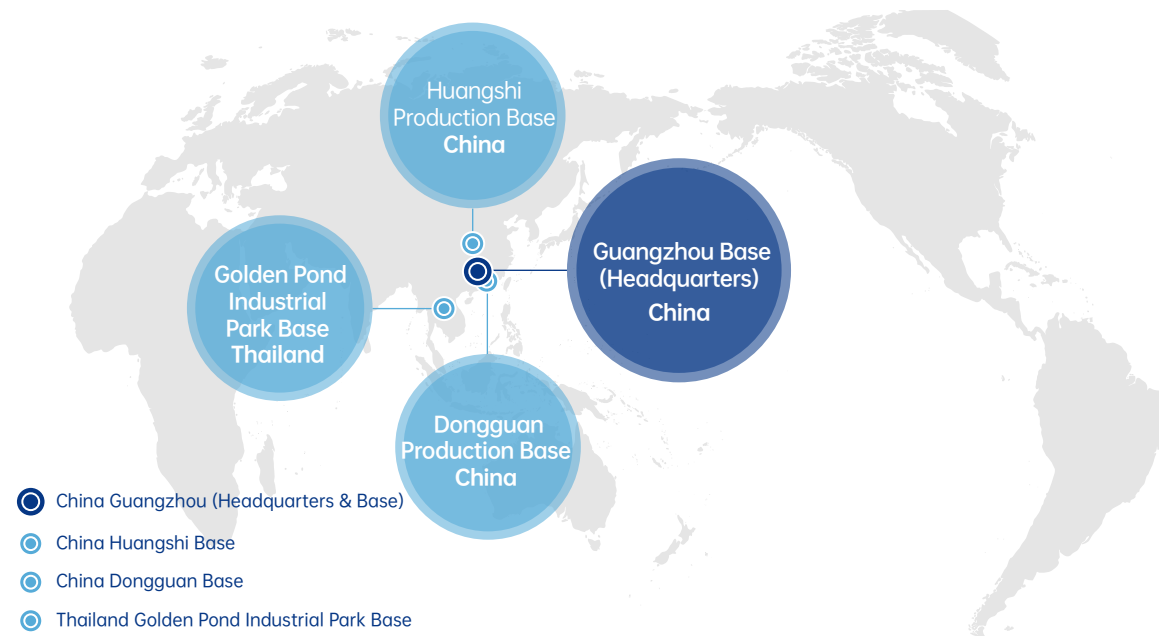 Huangshi
Production Base
China
Guangzhou Base
(Headquarters)
China
Golden Pond
Industrial
Park Base
Thailand
Dongguan
Production Base
China
China Guangzhou (Headquarters & Base)
China Huangshi Base
China Dongguan Base
Thailand Golden Pond Industrial Park Base